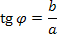 tg φ = b/a